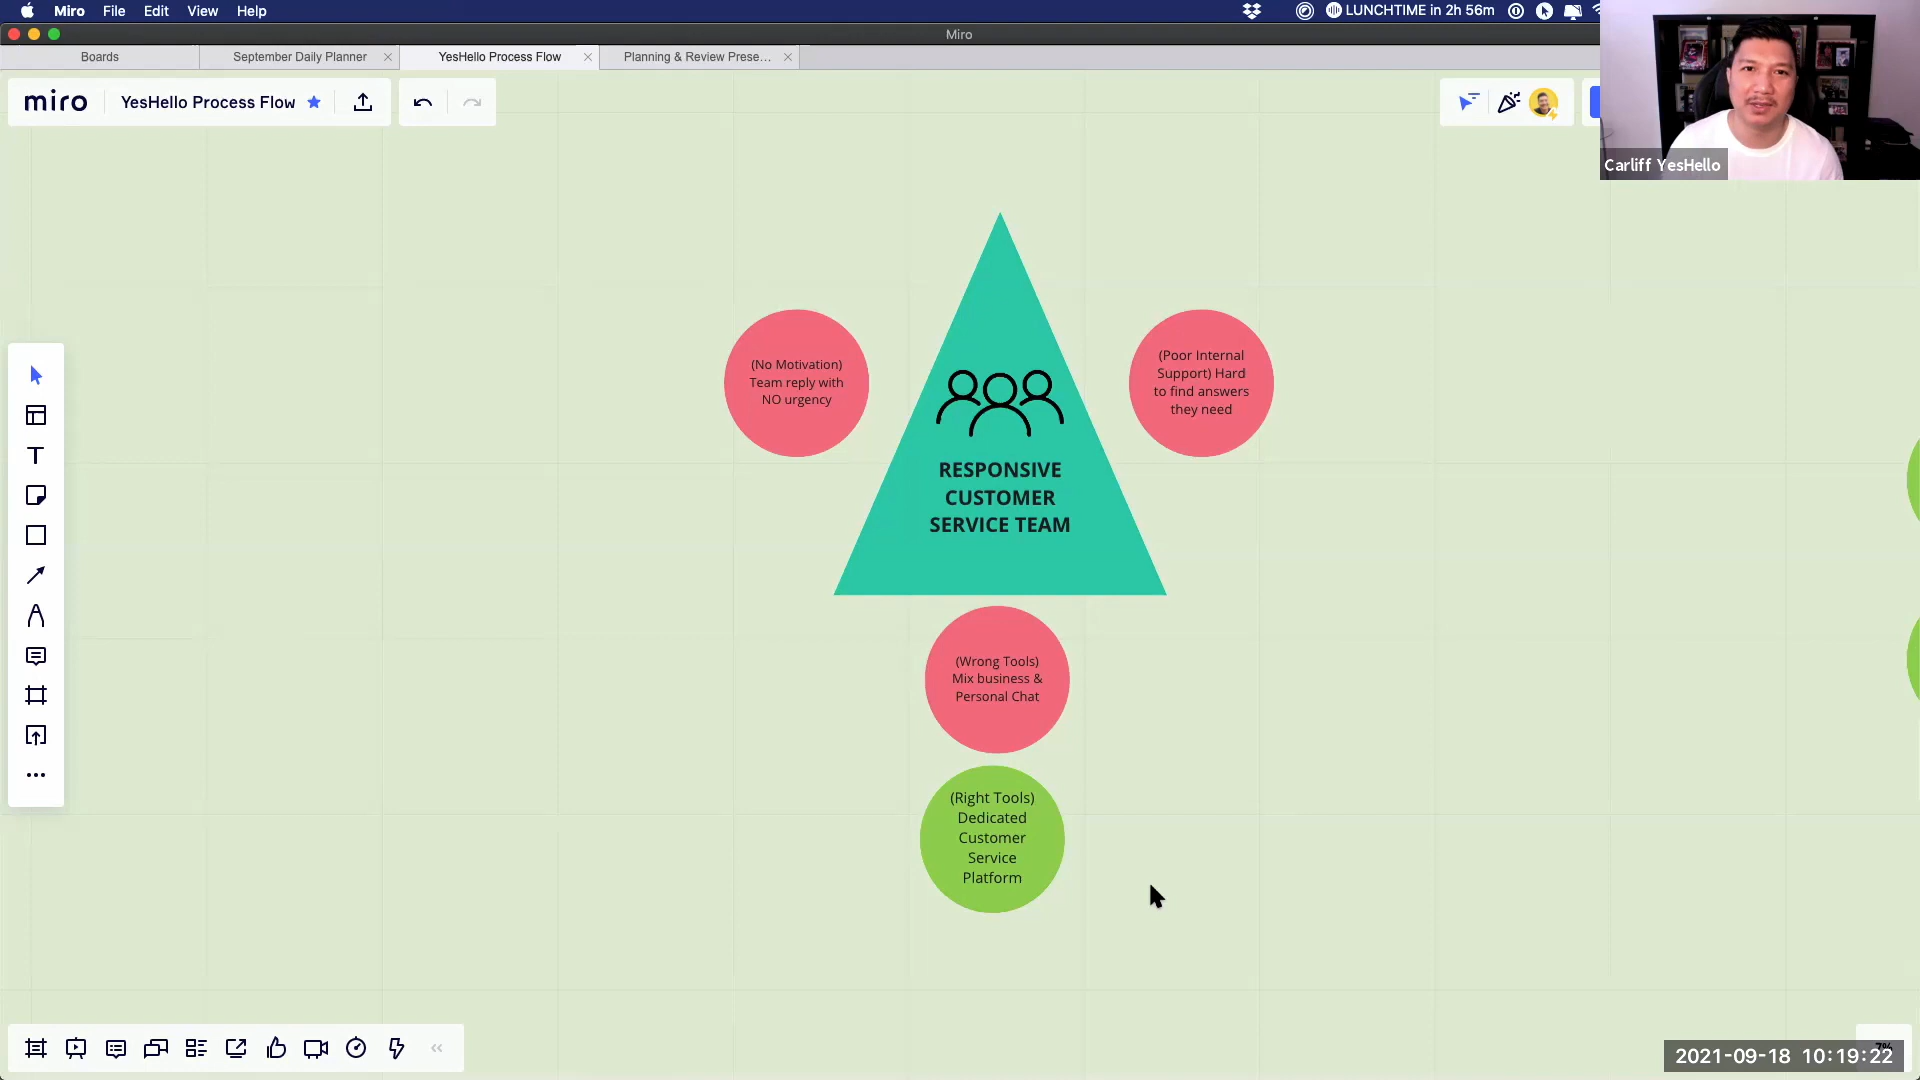 Miro File Edit View Help
LUNCHTIME in 2h 56m
Miro
Boards
September Daily Planner
YesHello Process Flow
Planning & Review Prese...
miro
YesHello Process Flow
Carliff YesHello
(No Motivation)
Team reply with
NO urgency
(Poor Internal
Support) Hard
to find answers
they need
RESPONSIVE
CUSTOMER
SERVICE TEAM
(Wrong Tools)
Mix business &
Personal Chat
(Right Tools)
Dedicated
Customer
Service
Platform
7%
2021-09-18 10:19:22